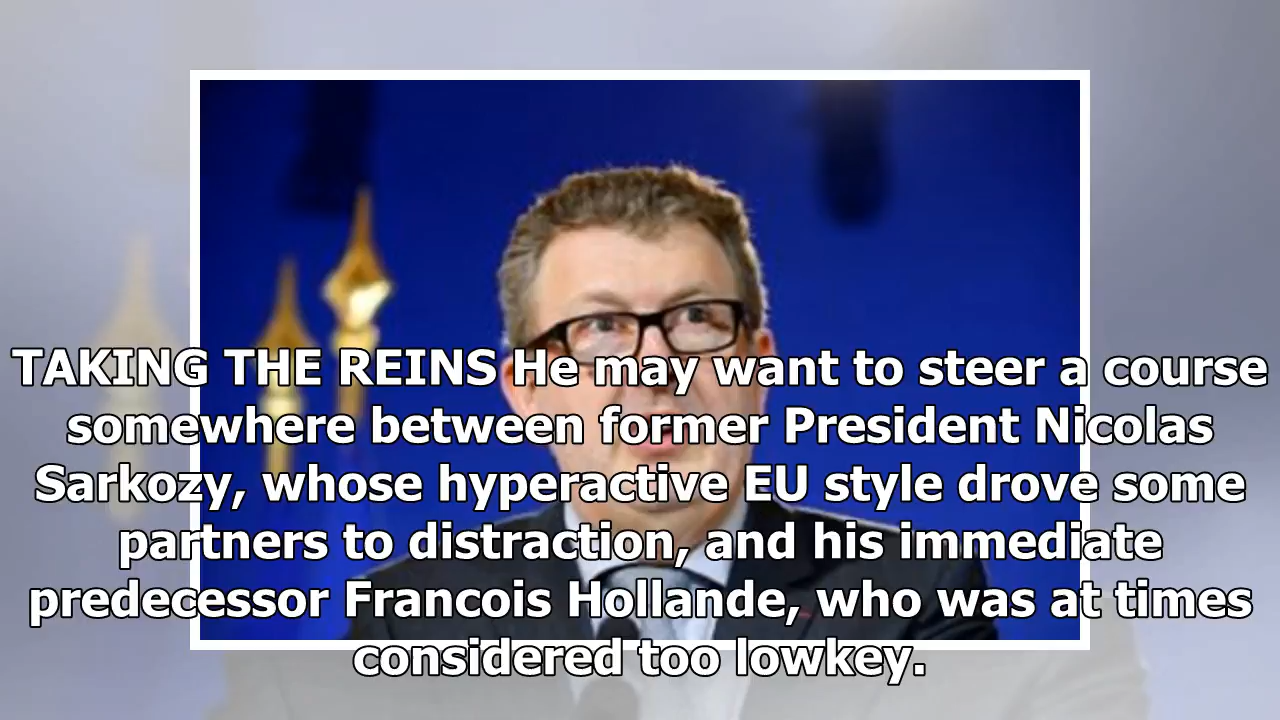 TAKING THE REINS He may want to steer a course
somewhere between former President Nicolas
Sarkozy, whose hyperactive EU style drove some
partners to distraction, and his immediate
predecessor Francois Hollande, who was at times
considered too lowkey.